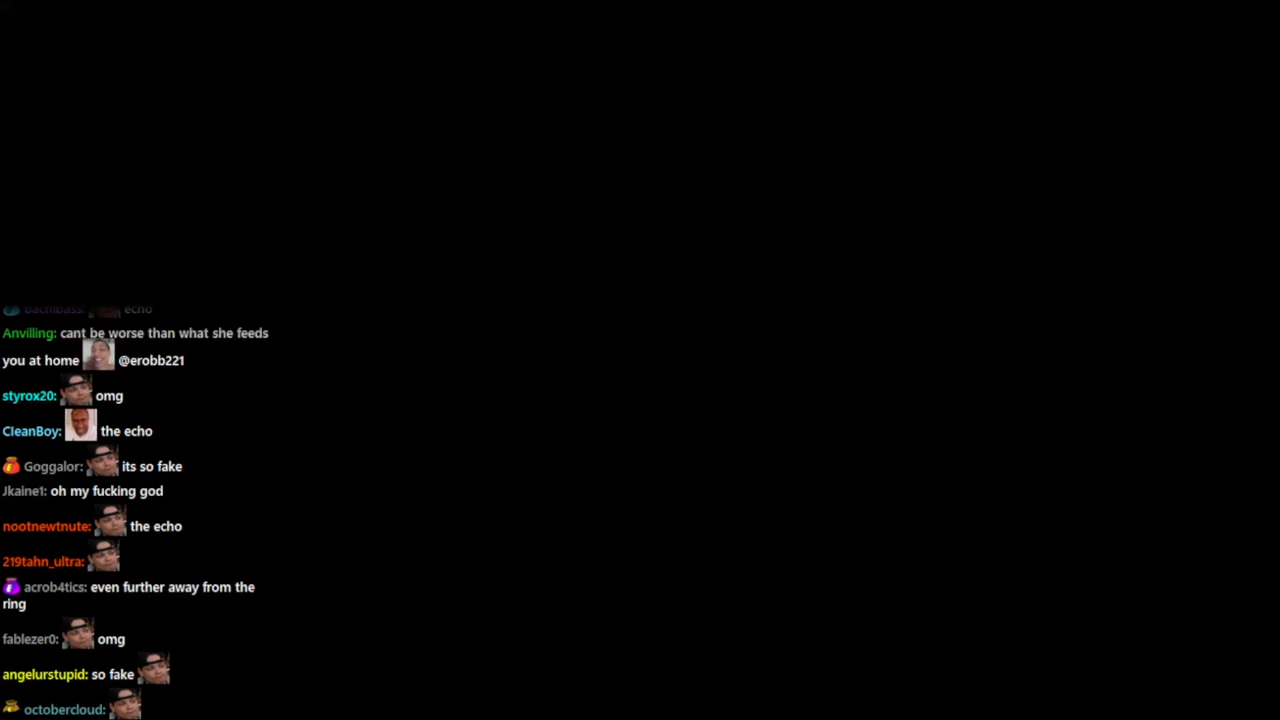 bachibass: echo
Anvilling: cant be worse than what she feeds
you at home @erobb221
styrox20: omg
CleanBoy: the echo
Goggalor: its so fake
Jkaine1: oh my fucking god
nootnewtnute: the echo
219tahn_ultra:
acrob4tics: even further away from the
ring
fablezer0: omg
angelurstupid: so fake
octobercloud: